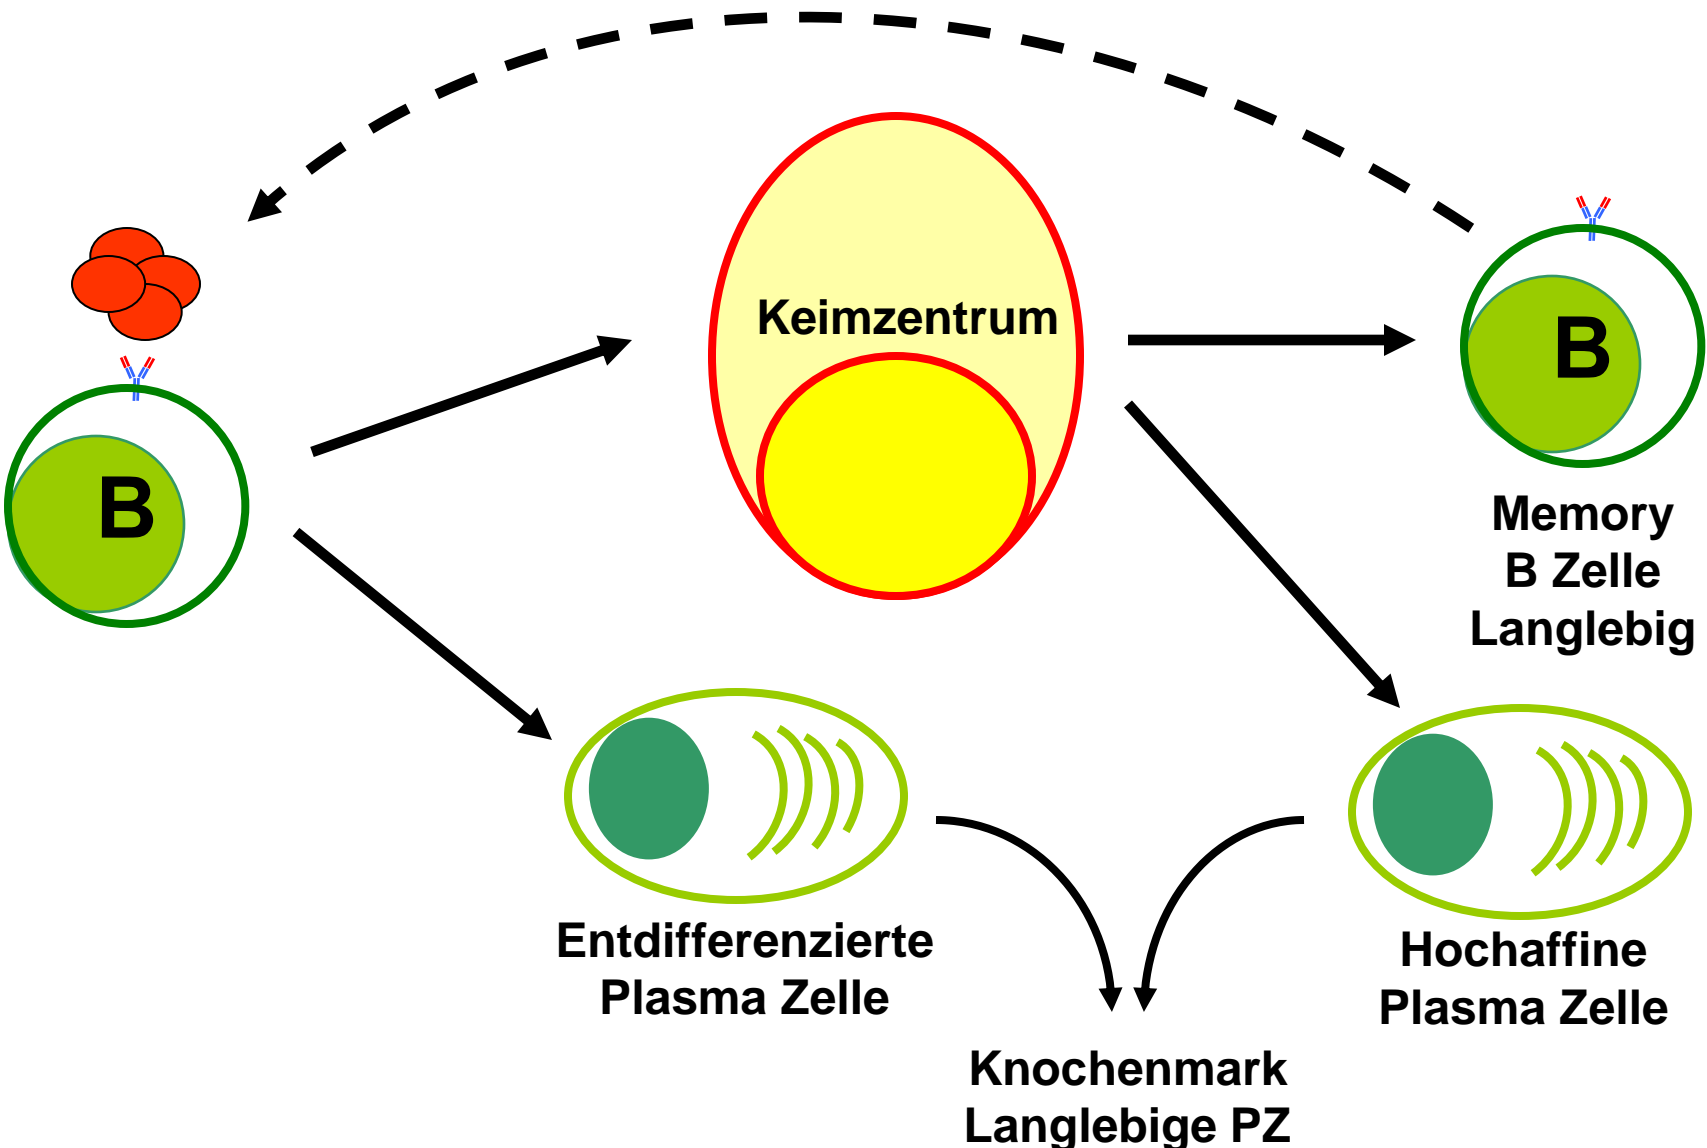 Keimzentrum
B
B
Memory
B Zelle
Langlebig
Entdifferenzierte
Plasma Zelle
Hochaffine
Plasma Zelle
Knochenmark
Langlebige PZ